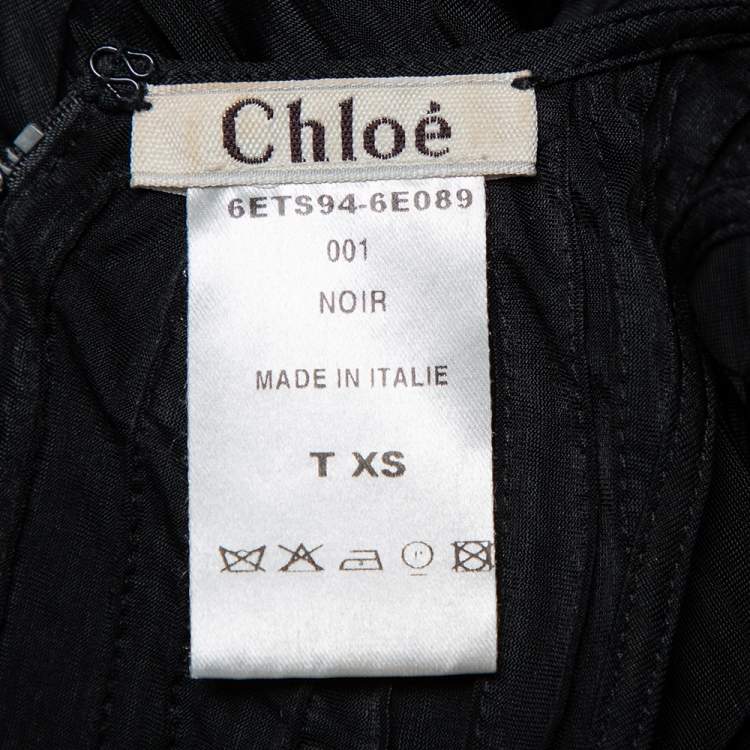 Chloé
6ETS94-6E089
001
NOIR
MADE IN ITALIE
T XS